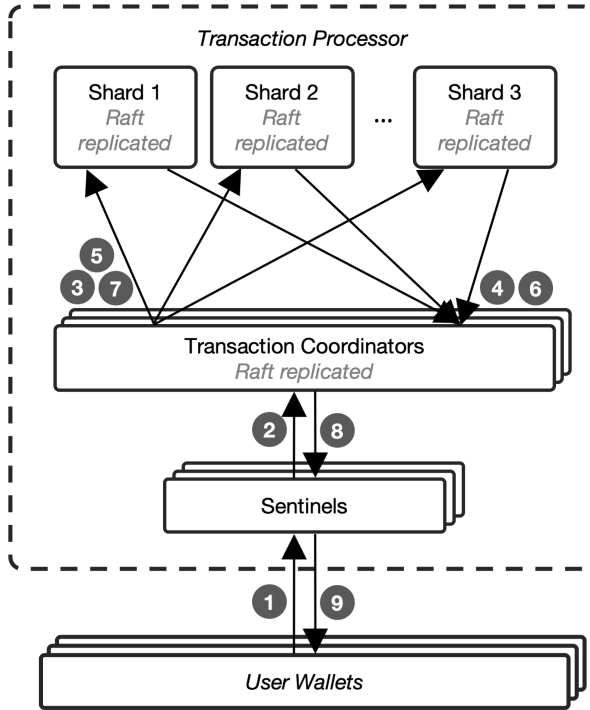 Transaction Processor
Shard 1
Raft
replicated
Shard 2
Raft
replicated
...
Shard 3
Raft
replicated
5
3
7
4
6
Transaction Coordinators
Raft replicated
2
8
Sentinels
1
9
User Wallets